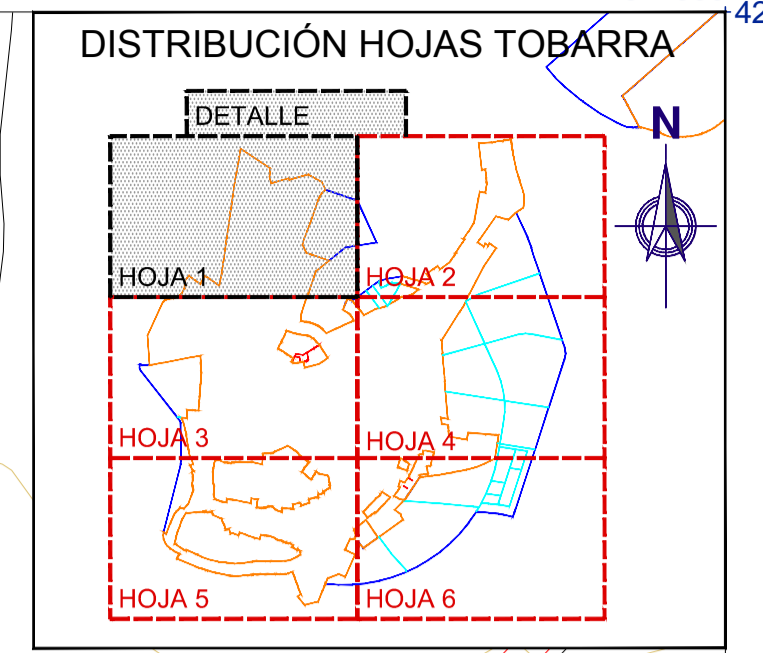 42
DISTRIBUCIÓN HOJAS TOBARRA
DETALLE
N
HOJA 1
HOJA 2
HOJA 3
HOJA 4
HOJA 5
HOJA 6